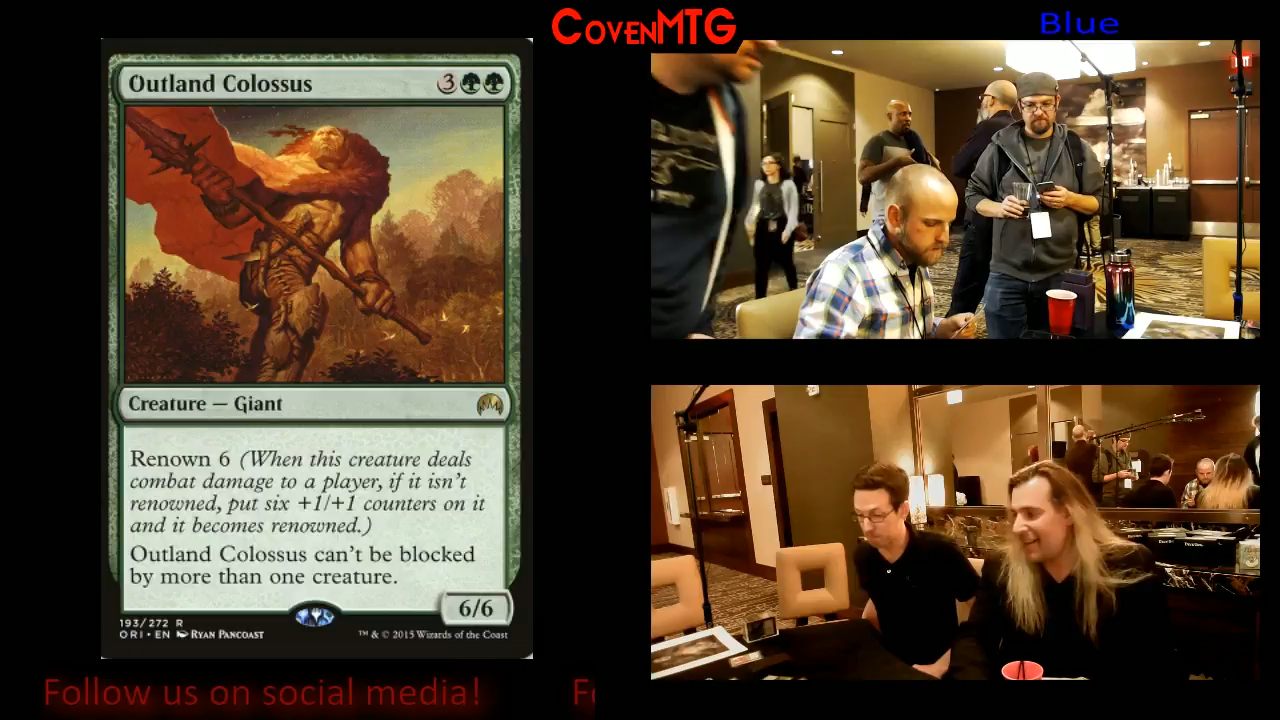 CovenMTG
Blue
Outland Colossus
3
Creature — Giant
Renown 6 (When this creature deals
combat damage to a player, if it isn't
renowned, put six +1/+1 counters on it
and it becomes renowned.)
Outland Colossus can't be blocked
by more than one creature.
6/6
193/272 R
ORI • EN Ryan Pancoast
™ & © 2015 Wizards of the Coast
Follow us on social media!